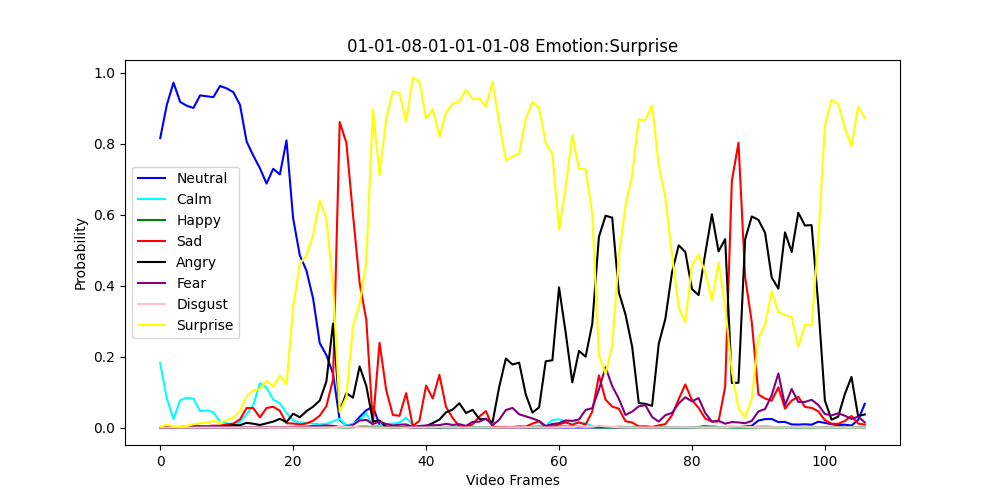 01-01-08-01-01-01-08 Emotion:Surprise
Probability
1.0
0.8
0.6
0.4
0.2
0.0
Neutral
Calm
Happy
Sad
Angry
Fear
Disgust
Surprise
0 20 40 60 80 100
Video Frames